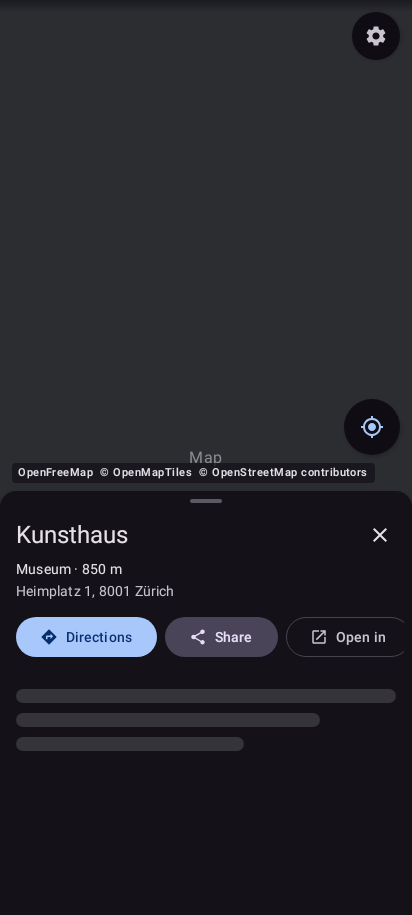 Map
OpenFreeMap © OpenMapTiles © OpenStreetMap contributors
Kunsthaus
Museum · 850 m
Heimplatz 1, 8001 Zürich
Directions Share Open in